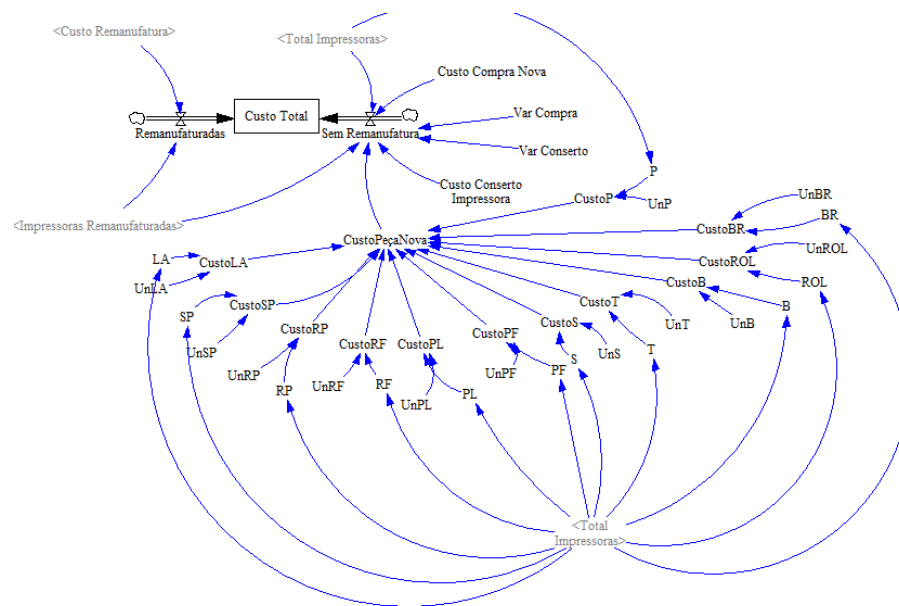 <Custo Remanufatura>
<Total Impressoras>
Custo Compra Nova
Custo Total
Var Compra
Remanufaturadas
Sem Remanufatura
Var Conserto
P
Custo Conserto
Impressora
CustoP
UnP
UnBR
<Impressoras Remanufaturadas>
BR
CustoBR
CustoPeçaNova
UnROL
LA
CustoLA
CustoROL
UnLA
CustoB
ROL
CustoSP
CustoT
B
SP
CustoRP
CustoPF
CustoS
UnT
UnB
CustoRF
CustoPL
UnSP
UnS
T
S
UnRP
UnPF
PF
UnRF
RF
RP
PL
UnPL
<Total
Impressoras>